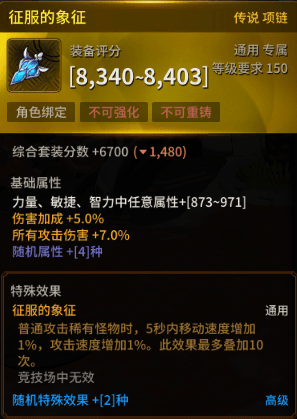 征服的象征
传说 项链
装备评分
通用 专属
[8,340~8,403]
等级要求 150
角色绑定
不可强化
不可重铸
综合套装分数 +6700 (▼1,480)
基础属性
力量、敏捷、智力中任意属性+[873~971]
伤害加成 +5.0%
所有攻击伤害 +7.0%
随机属性 +[4]种
特殊效果
征服的象征
通用
普通攻击稀有怪物时，5秒内移动速度增加
1%，攻击速度增加1%。此效果最多叠加10
次。
竞技场中无效
随机特殊效果 +[2]种
高级